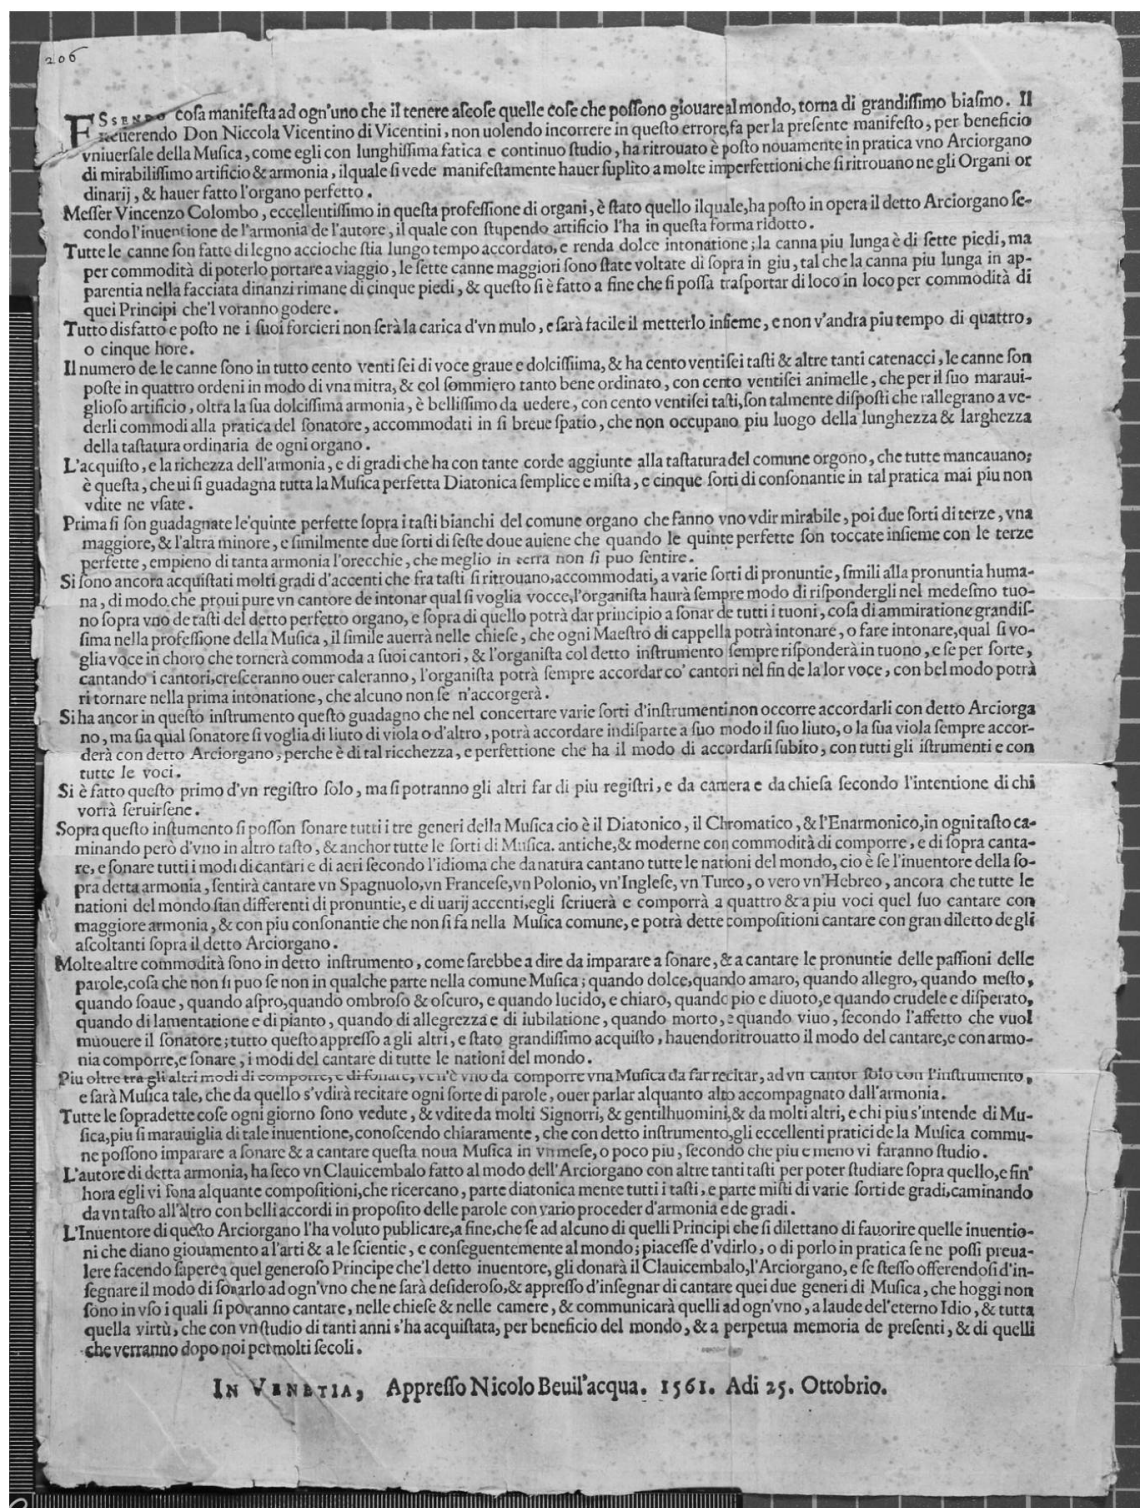 206
ESSENDO coſa manifeſta ad ogn'uno che il tenere aſcoſe quelle coſe che poſſono giouare al mondo, torna di grandiſſimo biaſmo. Il
Reuerendo Don Niccola Vicentino di Vicentini, non uolendo incorrere in queſto errore, fa per la preſente manifeſto, per beneficio
vniuerſale della Muſica, come egli con lunghiſſima fatica e continuo ſtudio, ha ritrouato è poſto nouamente in pratica vno Arciorgano
di mirabiliſſimo artificio & armonia, ilquale ſi vede manifeſtamente hauer ſuplito a molte imperfettioni che ſi ritrouano ne gli Organi or
dinarij, & hauer fatto l'organo perfetto.
Meſſer Vincenzo Colombo, eccellentiſſimo in queſta profeſſione di organi, è ſtato quello ilquale, ha poſto in opera il detto Arciorgano ſe-
condo l'inuentione de l'armonia de l'autore, il quale con ſtupendo artificio l'ha in queſta forma ridotto.
Tutte le canne ſon fatte di legno accioche ſtia lungo tempo accordato, e renda dolce intonatione; la canna piu lunga è di ſette piedi, ma
per commodità di poterlo portare a viaggio, le ſette canne maggiori ſono ſtate voltate di ſopra in giu, tal che la canna piu lunga in ap-
parentia nella facciata dinanzi rimane di cinque piedi, & queſto ſi è fatto a fine che ſi poſſa traſportar di loco in loco per commodità di
quei Principi che'l voranno godere.
Tutto disfatto e poſto ne i ſuoi forcieri non ſerà la carica d'vn mulo, e ſarà facile il metterlo inſieme, e non v'andra piu tempo di quattro,
o cinque hore.
Il numero de le canne ſono in tutto cento venti ſei di voce graue e dolciſſima, & ha cento ventiſei taſti & altre tanti catenacci, le canne ſon
poſte in quattro ordeni in modo di vna mitra, & col ſommiero tanto bene ordinato, con cento ventiſei animelle, che per il ſuo maraui-
glioſo artificio, oltra la ſua dolciſſima armonia, è belliſſimo da uedere, con cento ventiſei taſti, ſon talmente diſpoſti che rallegrano a ve-
derli commodi alla pratica del ſonatore, accommodati in ſi breue ſpatio, che non occupano piu luogo della lunghezza & larghezza
della taſtatura ordinaria de ogni organo.
L'acquiſto, e la richezza dell'armonia, e di gradi che ha con tante corde aggiunte alla taſtatura del comune orgono, che tutte mancauano;
è queſta, che ui ſi guadagna tutta la Muſica perfetta Diatonica ſemplice e miſta, e cinque ſorti di conſonantie in tal pratica mai piu non
vdite ne vſate.
Prima ſi ſon guadagnate le quinte perfette ſopra i taſti bianchi del comune organo che fanno vno vdir mirabile, poi due ſorti di terze, vna
maggiore, & l'altra minore, e ſimilmente due ſorti di ſeſte doue auiene che quando le quinte perfette ſon toccate inſieme con le terze
perfette, empieno di tanta armonia l'orecchie, che meglio in terra non ſi puo ſentire.
Si ſono ancora acquiſtati molti gradi d'accenti che fra taſti ſi ritrouano, accommodati, a varie ſorti di pronuntie, ſimili alla pronuntia huma-
na, di modo, che proui pure vn cantore de intonar qual ſi voglia vocce, l'organiſta haurà ſempre modo di riſpondergli nel medeſmo tuo-
no ſopra vno de taſti del detto perfetto organo, e ſopra di quello potrà dar principio a ſonar de tutti i tuoni, coſa di ammiratione grandiſ-
ſima nella profeſſione della Muſica, il ſimile auerrà nelle chieſe, che ogni Maeſtro di cappella potrà intonare, o fare intonare, qual ſi vo-
glia voce in choro che tornerà commoda a ſuoi cantori, & l'organiſta col detto inſtrumento ſempre riſponderà in tuono, e ſe per ſorte,
cantando i cantori, creſceranno ouer caleranno, l'organiſta potrà ſempre accordar co' cantori nel fin de la lor voce, con bel modo potrà
ritornare nella prima intonatione, che alcuno non ſe n'accorgerà.
Si ha ancor in queſto inſtrumento queſto guadagno che nel concertare varie ſorti d'inſtrumenti non occorre accordarli con detto Arciorga
no, ma ſia qual ſonatore ſi voglia di liuto di viola o d'altro, potrà accordare indiſparte a ſuo modo il ſuo liuto, o la ſua viola ſempre accor-
derà con detto Arciorgano, perche è di tal ricchezza, e perfettione che ha il modo di accordarſi ſubito, con tutti gli iſtrumenti e con
tutte le voci.
Si è fatto queſto primo d'vn regiſtro ſolo, ma ſi potranno gli altri far di piu regiſtri, e da camera e da chieſa ſecondo l'intentione di chi
vorrà ſeruirſene.
Sopra queſto inſtumento ſi poſſon ſonare tutti i tre generi della Muſica cio è il Diatonico, il Chromatico, & l'Enarmonico, in ogni taſto ca-
minando però d'vno in altro taſto, & anchor tutte le ſorti di Muſica. antiche, & moderne con commodità di comporre, e di ſopra canta-
re, e ſonare tutti i modi di cantari e di aeri ſecondo l'idioma che da natura cantano tutte le nationi del mondo, cio è ſe l'inuentore della ſo-
pra detta armonia, ſentirà cantare vn Spagnuolo, vn Franceſe, vn Polonio, vn'Ingleſe, vn Turco, o vero vn'Hebreo, ancora che tutte le
nationi del mondo ſian differenti di pronuntie, e di uarij accenti, egli ſcriuerà e comporrà a quattro & a piu voci quel ſuo cantare con
maggiore armonia, & con piu conſonantie che non ſi fa nella Muſica comune, e potrà dette compoſitioni cantare con gran diletto de gli
aſcoltanti ſopra il detto Arciorgano.
Molte altre commodità ſono in detto inſtrumento, come ſarebbe a dire da imparare a ſonare, & a cantare le pronuntie delle paſſioni delle
parole, coſa che non ſi puo ſe non in qualche parte nella comune Muſica; quando dolce, quando amaro, quando allegro, quando meſto,
quando ſoaue, quando aſpro, quando ombroſo & oſcuro, e quando lucido, e chiaro, quando pio e diuoto, e quando crudele e diſperato,
quando di lamentatione e di pianto, quando di allegrezza e di iubilatione, quando morto, e quando viuo, ſecondo l'affetto che vuol
muouere il ſonatore; tutto queſto appreſſo a gli altri, e ſtato grandiſſimo acquiſto, hauendo ritrouatto il modo del cantare, e con armo-
nia comporre, e ſonare, i modi del cantare di tutte le nationi del mondo.
Piu oltre tra gli altri modi di comporre, e di ſonare, ve n'è vno da comporre vna Muſica da far recitar, ad vn cantor ſolo con l'inſtrumento,
e ſarà Muſica tale, che da quello s'vdirà recitare ogni ſorte di parole, ouer parlar alquanto alto accompagnato dall'armonia.
Tutte le ſopradette coſe ogni giorno ſono vedute, & vdite da molti Signorri, & gentilhuomini, & da molti altri, e chi piu s'intende di Mu-
ſica, piu ſi marauiglia di tale inuentione, conoſcendo chiaramente, che con detto inſtrumento, gli eccellenti pratici de la Muſica commu-
ne poſſono imparare a ſonare & a cantare queſta noua Muſica in vn meſe, o poco piu, ſecondo che piu e meno vi faranno ſtudio.
L'autore di detta armonia, ha ſeco vn Clauicembalo fatto al modo dell'Arciorgano con altre tanti taſti per poter ſtudiare ſopra quello, e fin'
hora egli vi ſona alquante compoſitioni, che ricercano, parte diatonica mente tutti i taſti, e parte miſti di varie ſorti de gradi, caminando
da vn taſto all'altro con belli accordi in propoſito delle parole con vario proceder d'armonia e de gradi.
L'Inuentore di queſto Arciorgano l'ha voluto publicare, a fine, che ſe ad alcuno di quelli Principi che ſi dilettano di fauorire quelle inuentio-
ni che diano giouamento a l'arti & a le ſcientie, e conſeguentemente al mondo; piaceſſe d'vdirlo, o di porlo in pratica ſe ne poſſi preua-
lere facendo ſapere a quel generoſo Principe che'l detto inuentore, gli donarà il Clauicembalo, l'Arciorgano, e ſe ſteſſo offerendoſi d'in-
ſegnare il modo di ſonarlo ad ogn'vno che ne ſarà deſideroſo, & appreſſo d'inſegnar di cantare quei due generi di Muſica, che hoggi non
ſono in vſo i quali ſi poranno cantare, nelle chieſe & nelle camere, & communicarà quelli ad ogn'vno, a laude del'eterno Idio, & tutta
quella virtù, che con vn ſtudio di tanti anni s'ha acquiſtata, per beneficio del mondo, & a perpetua memoria de preſenti, & di quelli
che verranno dopo noi per molti ſecoli.
IN VENETIA, Appreſſo Nicolo Beuil'acqua. 1561. Adi 25. Ottobrio.